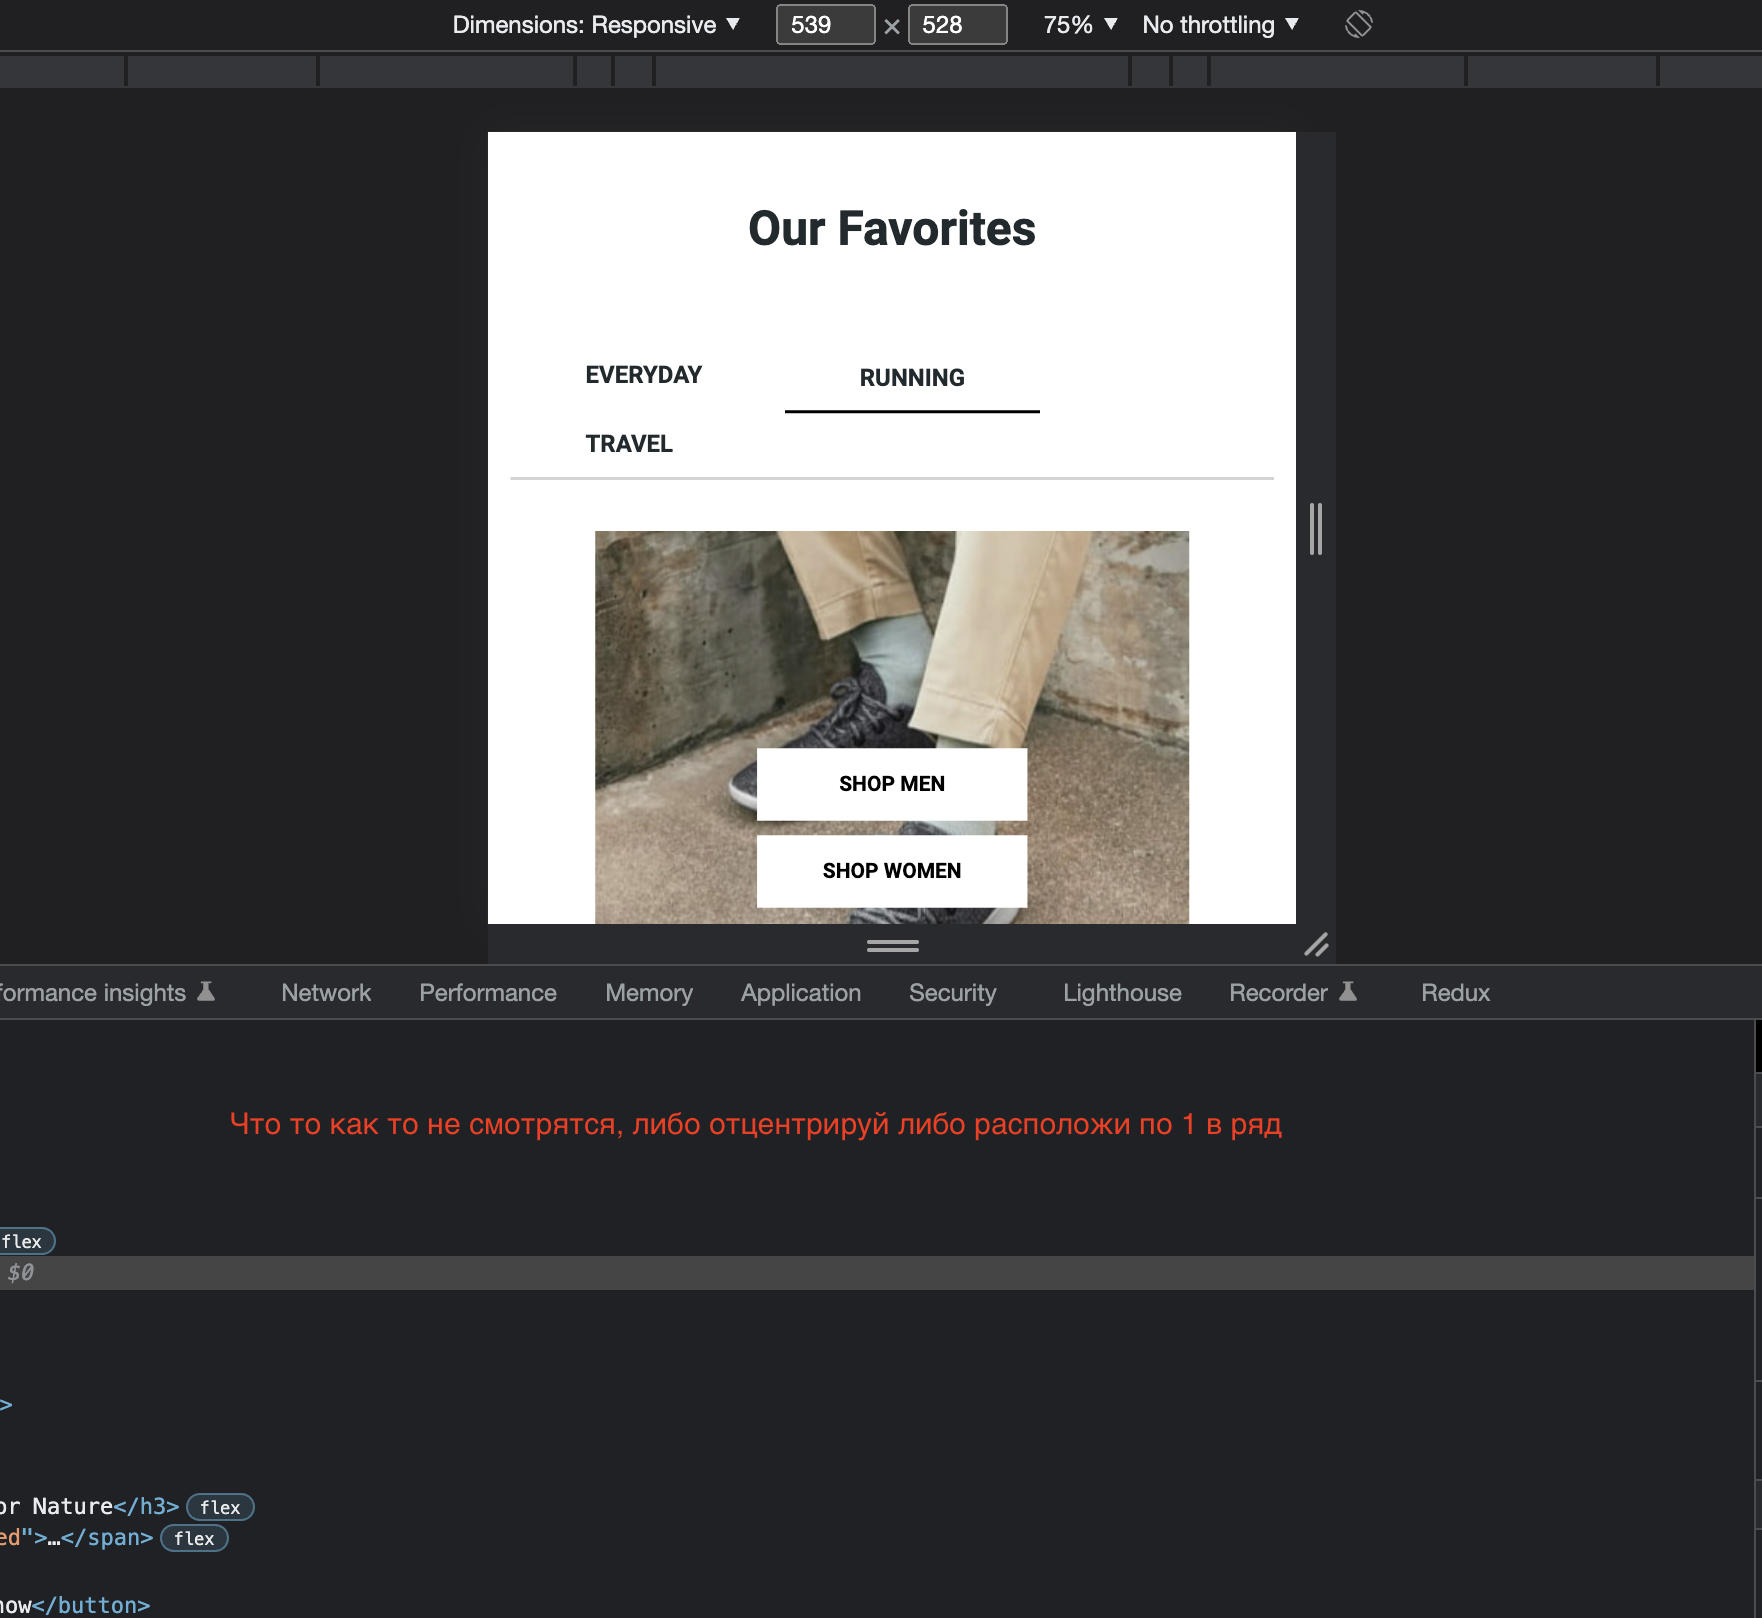 Dimensions: Responsive ▼ 539 × 528 75% ▼ No throttling ▼
Our Favorites
EVERYDAY RUNNING
TRAVEL
SHOP MEN
SHOP WOMEN
formance insights Network Performance Memory Application Security Lighthouse Recorder Redux
Что то как то не смотрятся, либо отцентрируй либо расположи по 1 в ряд
flex
$0
>
or Nature</h3> flex
ed">…</span> flex
now</button>